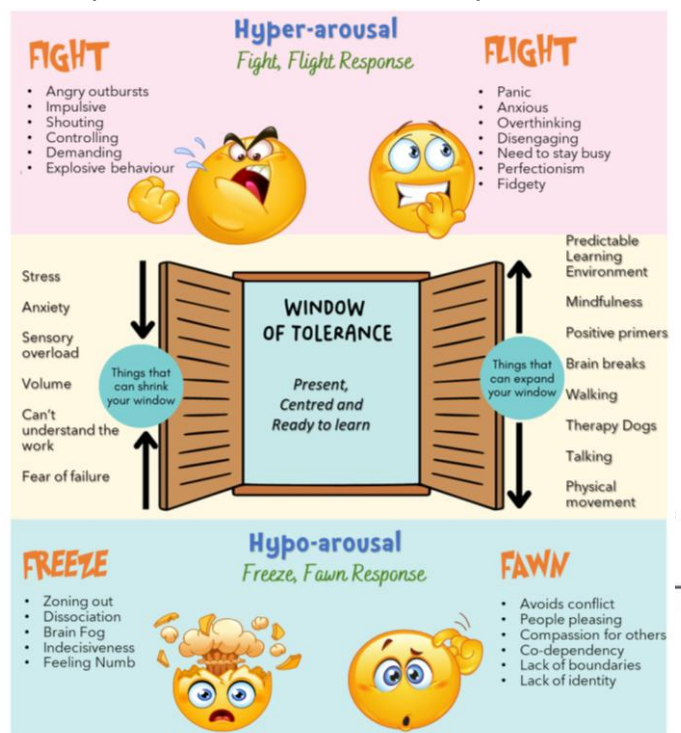 Hyper-arousal
Fight, Flight Response
FIGHT
• Angry outbursts
• Impulsive
• Shouting
• Controlling
• Demanding
• Explosive behaviour
FLIGHT
• Panic
• Anxious
• Overthinking
• Disengaging
• Need to stay busy
• Perfectionism
• Fidgety
Stress
Anxiety
Sensory
overload
Volume
Can't
understand the
work
Fear of failure
Things that
can shrink
your window
WINDOW
OF TOLERANCE
Present,
Centred and
Ready to learn
Things that
can expand
your window
Predictable
Learning
Environment
Mindfulness
Positive primers
Brain breaks
Walking
Therapy Dogs
Talking
Physical
movement
Hypo-arousal
Freeze, Fawn Response
FREEZE
• Zoning out
• Dissociation
• Brain Fog
• Indecisiveness
• Feeling Numb
FAWN
• Avoids conflict
• People pleasing
• Compassion for others
• Co-dependency
• Lack of boundaries
• Lack of identity